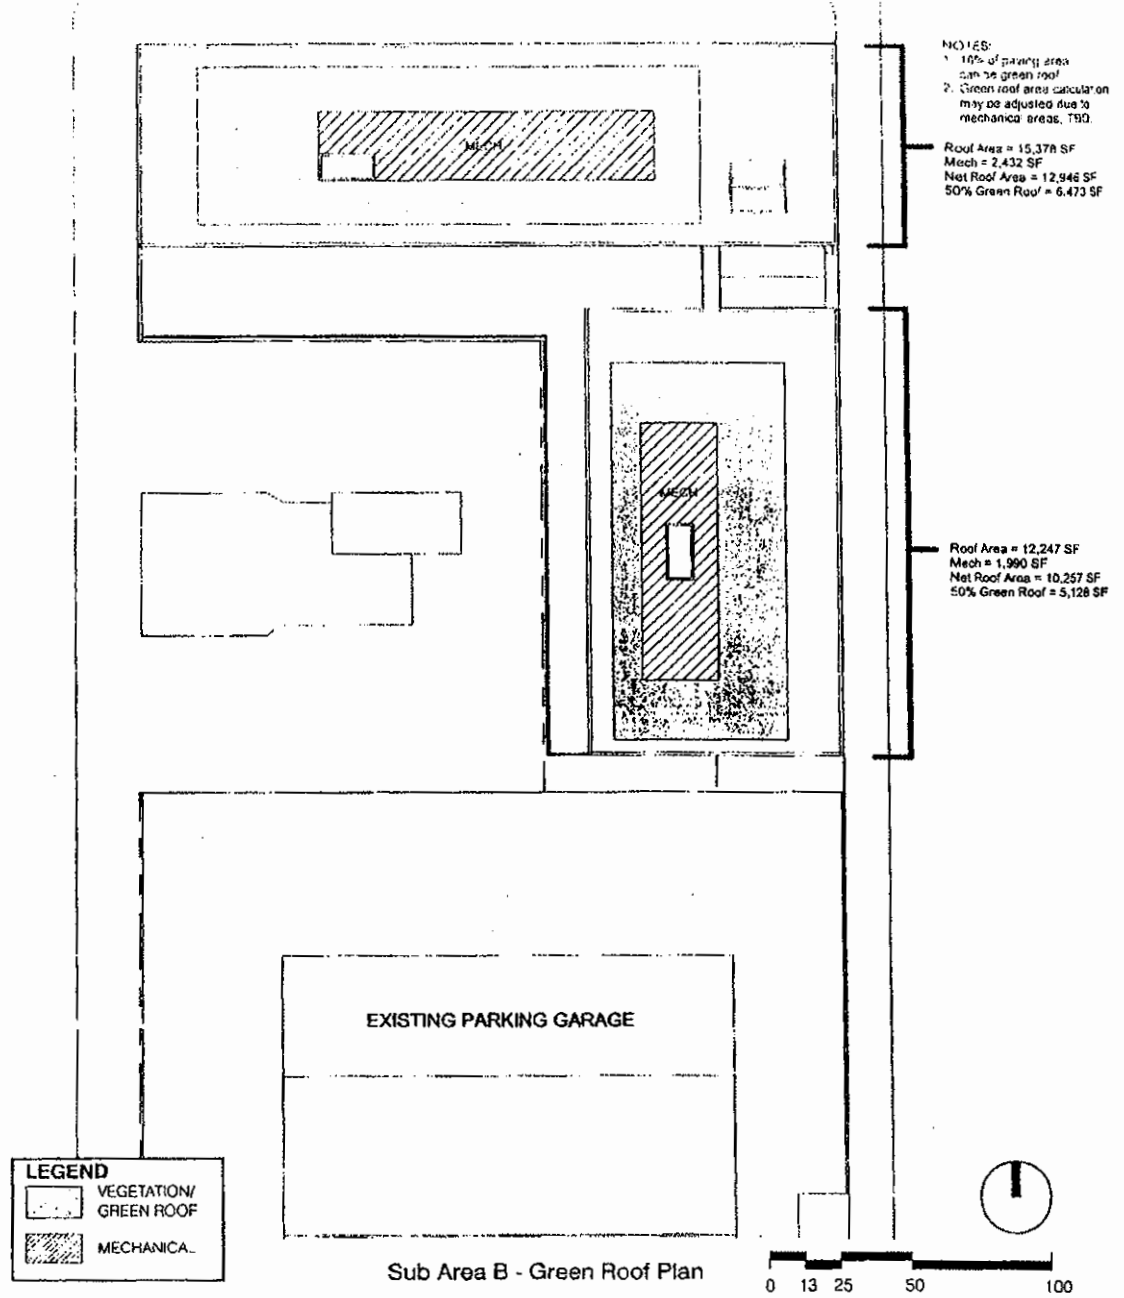 NOTES:
1. 10% of paving area
can be green roof
2. Green roof area calculation
may be adjusted due to
mechanical areas, TBD.
Roof Area = 15,378 SF
Mech = 2,432 SF
Net Roof Area = 12,946 SF
50% Green Roof = 6,473 SF
MECH
MECH
Roof Area = 12,247 SF
Mech = 1,990 SF
Net Roof Area = 10,257 SF
50% Green Roof = 5,128 SF
EXISTING PARKING GARAGE
LEGEND
VEGETATION/
GREEN ROOF
MECHANICAL
Sub Area B - Green Roof Plan
0 13 25 50 100